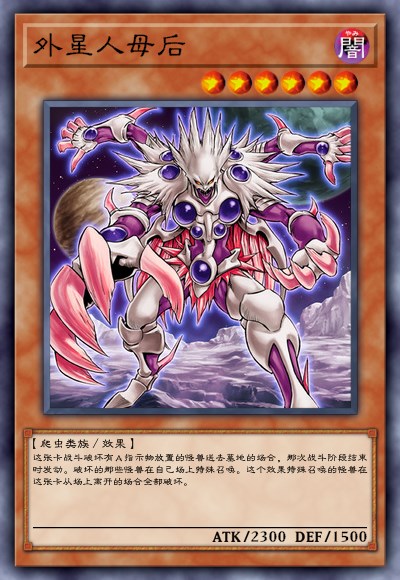 外星人母后
やみ
闇
【爬虫类族／效果】
这张卡战斗破坏有A指示物放置的怪兽送去墓地的场合，那次战斗阶段结束
时发动。破坏的那些怪兽在自己场上特殊召唤。这个效果特殊召唤的怪兽在
这张卡从场上离开的场合全部破坏。
ATK/2300 DEF/1500